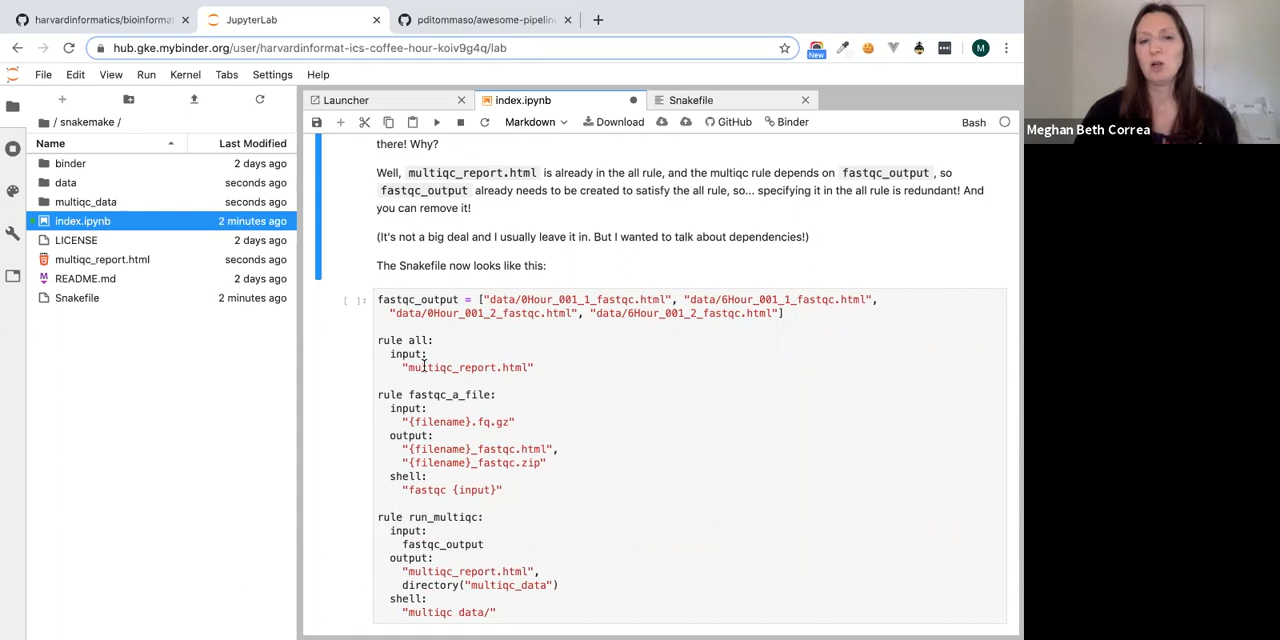 harvardinformatics/bioinformat
JupyterLab
pditommaso/awesome-pipelin
hub.gke.mybinder.org/user/harvardinformat-ics-coffee-hour-koiv9g4q/lab
New
M
File Edit View Run Kernel Tabs Settings Help
Launcher
index.ipynb
Snakefile
/ snakemake /
Markdown
Download
GitHub
Binder
Bash
Name Last Modified
binder 2 days ago
data seconds ago
multiqc_data seconds ago
index.ipynb 2 minutes ago
LICENSE 2 days ago
multiqc_report.html seconds ago
README.md 2 days ago
Snakefile 2 minutes ago
there! Why?
Well, multiqc_report.html is already in the all rule, and the multiqc rule depends on fastqc_output, so
fastqc_output already needs to be created to satisfy the all rule, so... specifying it in the all rule is redundant! And
you can remove it!
(It's not a big deal and I usually leave it in. But I wanted to talk about dependencies!)
The Snakefile now looks like this:
[ ]:
fastqc_output = ["data/0Hour_001_1_fastqc.html", "data/6Hour_001_1_fastqc.html",
"data/0Hour_001_2_fastqc.html", "data/6Hour_001_2_fastqc.html"]
rule all:
input:
"multiqc_report.html"
rule fastqc_a_file:
input:
"{filename}.fq.gz"
output:
"{filename}_fastqc.html",
"{filename}_fastqc.zip"
shell:
"fastqc {input}"
rule run_multiqc:
input:
fastqc_output
output:
"multiqc_report.html",
directory("multiqc_data")
shell:
"multiqc data/"
Meghan Beth Correa